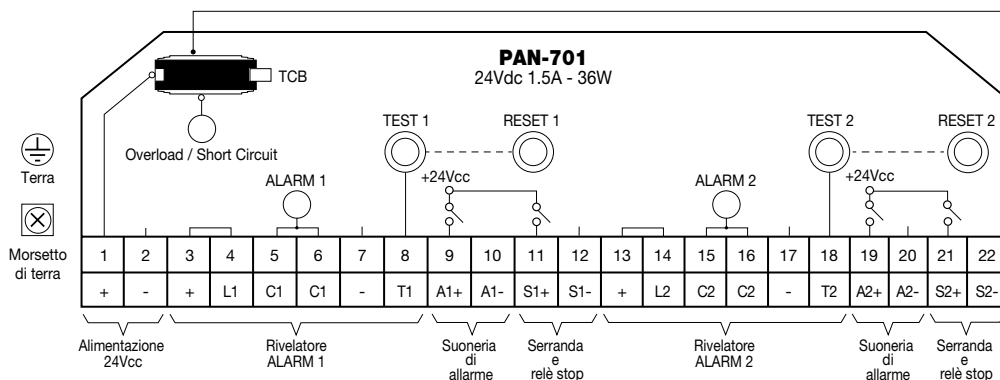 PAN-701
24Vdc 1.5A - 36W
TCB
Overload / Short Circuit
TEST 1
RESET 1
TEST 2
RESET 2
Terra
ALARM 1
+24Vcc
ALARM 2
+24Vcc
Morsetto
di terra
1 2 3 4 5 6 7 8 9 10 11 12 13 14 15 16 17 18 19 20 21 22
+ - + L1 C1 C1 - T1 A1+ A1- S1+ S1- + L2 C2 C2 - T2 A2+ A2- S2+ S2-
Alimentazione
24Vcc
Rivelatore
ALARM 1
Suoneria
di
allarme
Serranda
e
relè stop
Rivelatore
ALARM 2
Suoneria
di
allarme
Serranda
e
relè stop